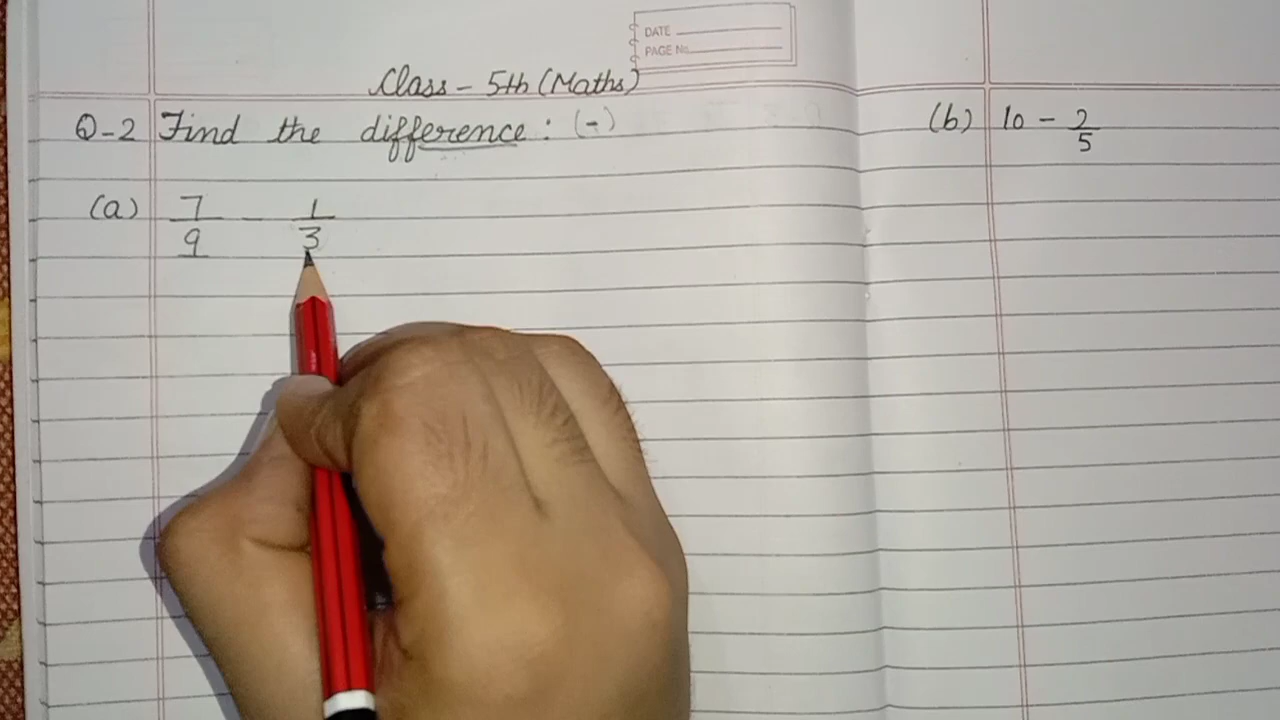 DATE
PAGE No.
Class - 5th (Maths)
Q-2 Find the difference : (-)
(a) 7/9 - 1/3
(b) 10 - 2/5